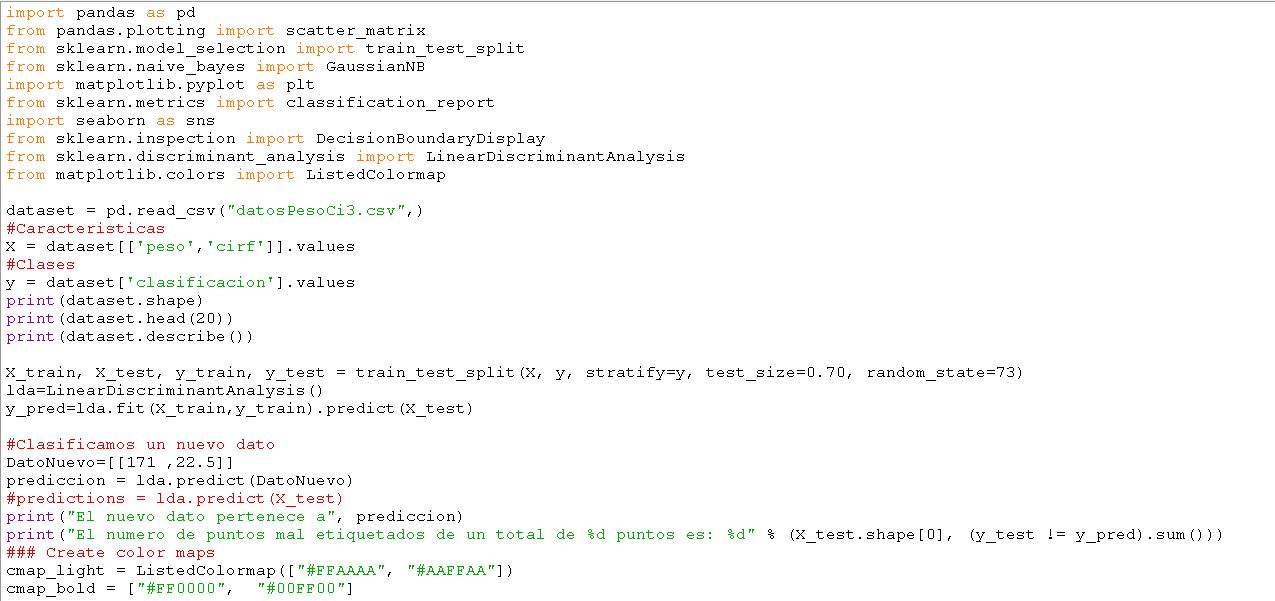 import pandas as pd
from pandas.plotting import scatter_matrix
from sklearn.model_selection import train_test_split
from sklearn.naive_bayes import GaussianNB
import matplotlib.pyplot as plt
from sklearn.metrics import classification_report
import seaborn as sns
from sklearn.inspection import DecisionBoundaryDisplay
from sklearn.discriminant_analysis import LinearDiscriminantAnalysis
from matplotlib.colors import ListedColormap

dataset = pd.read_csv("datosPesoCi3.csv",)
#Caracteristicas
X = dataset[['peso','cirf']].values
#Clases
y = dataset['clasificacion'].values
print(dataset.shape)
print(dataset.head(20))
print(dataset.describe())

X_train, X_test, y_train, y_test = train_test_split(X, y, stratify=y, test_size=0.70, random_state=73)
lda=LinearDiscriminantAnalysis()
y_pred=lda.fit(X_train,y_train).predict(X_test)

#Clasificamos un nuevo dato
DatoNuevo=[[171 ,22.5]]
prediccion = lda.predict(DatoNuevo)
#predictions = lda.predict(X_test)
print("El nuevo dato pertenece a", prediccion)
print("El numero de puntos mal etiquetados de un total de %d puntos es: %d" % (X_test.shape[0], (y_test != y_pred).sum()))
### Create color maps
cmap_light = ListedColormap(["#FFAAAA", "#AAFFAA"])
cmap_bold = ["#FF0000",  "#00FF00"]